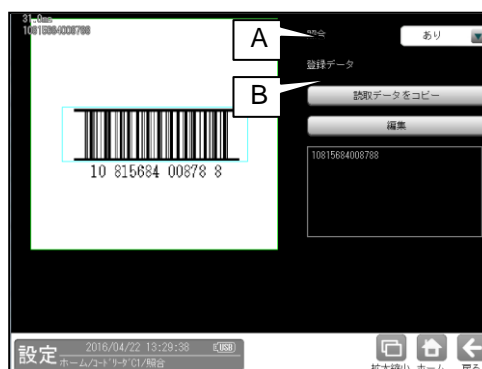 31.0ms
10815684008788
A
照合
あり
登録データ
B
読取データをコピー
編集
10815684008788
10 815684 00878 8
設定
2016/04/22 13:29:38
USB
ホーム/コードリーダC1/照合
拡大縮小
ホーム
戻る